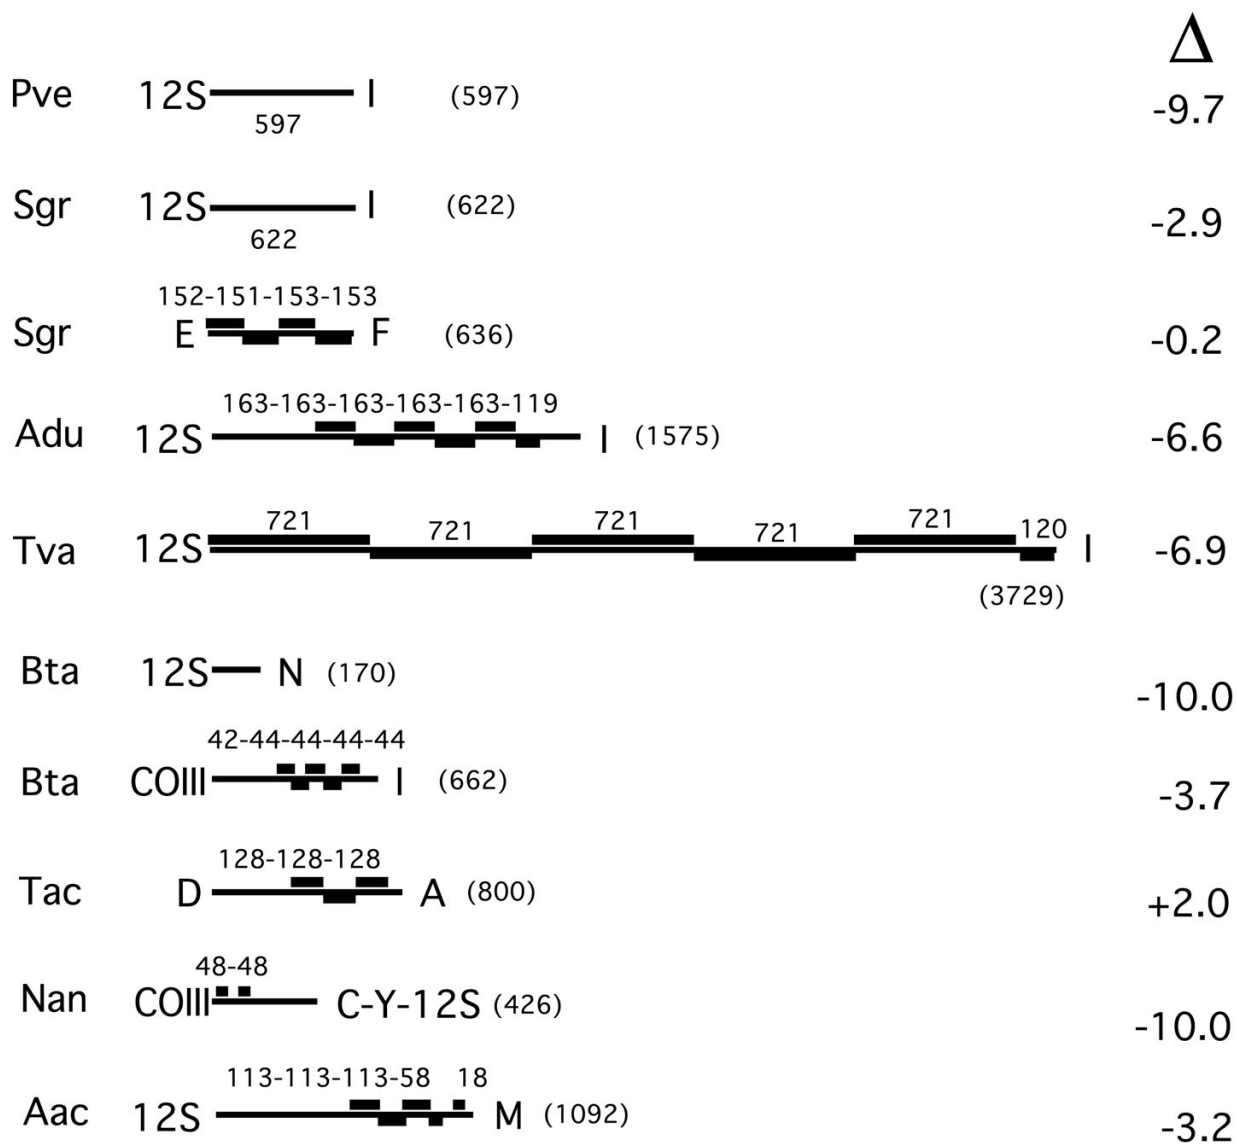 Δ
Pve 12S I (597) -9.7
597
Sgr 12S I (622) -2.9
622
152-151-153-153
Sgr E F (636) -0.2
163-163-163-163-163-119
Adu 12S I (1575) -6.6
721 721 721 721 721 120
Tva 12S I -6.9
(3729)
Bta 12S N (170) -10.0
42-44-44-44-44
Bta COIII I (662) -3.7
128-128-128
Tac D A (800) +2.0
48-48
Nan COIII C-Y-12S (426) -10.0
113-113-113-58 18
Aac 12S M (1092) -3.2